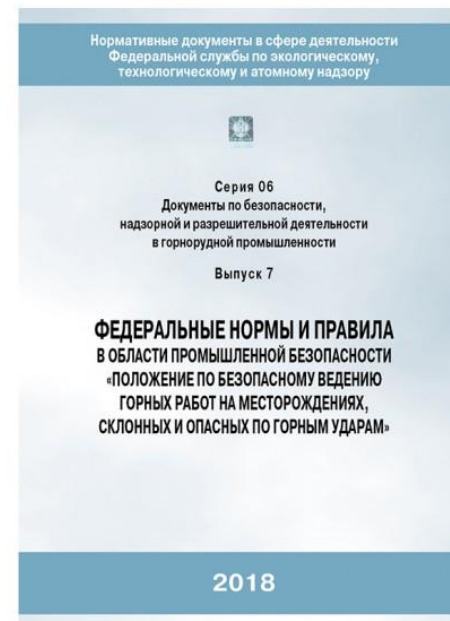 Нормативные документы в сфере деятельности
Федеральной службы по экологическому,
технологическому и атомному надзору
Серия 06
Документы по безопасности,
надзорной и разрешительной деятельности
в горнорудной промышленности
Выпуск 7
ФЕДЕРАЛЬНЫЕ НОРМЫ И ПРАВИЛА
В ОБЛАСТИ ПРОМЫШЛЕННОЙ БЕЗОПАСНОСТИ
«ПОЛОЖЕНИЕ ПО БЕЗОПАСНОМУ ВЕДЕНИЮ
ГОРНЫХ РАБОТ НА МЕСТОРОЖДЕНИЯХ,
СКЛОННЫХ И ОПАСНЫХ ПО ГОРНЫМ УДАРАМ»
2018